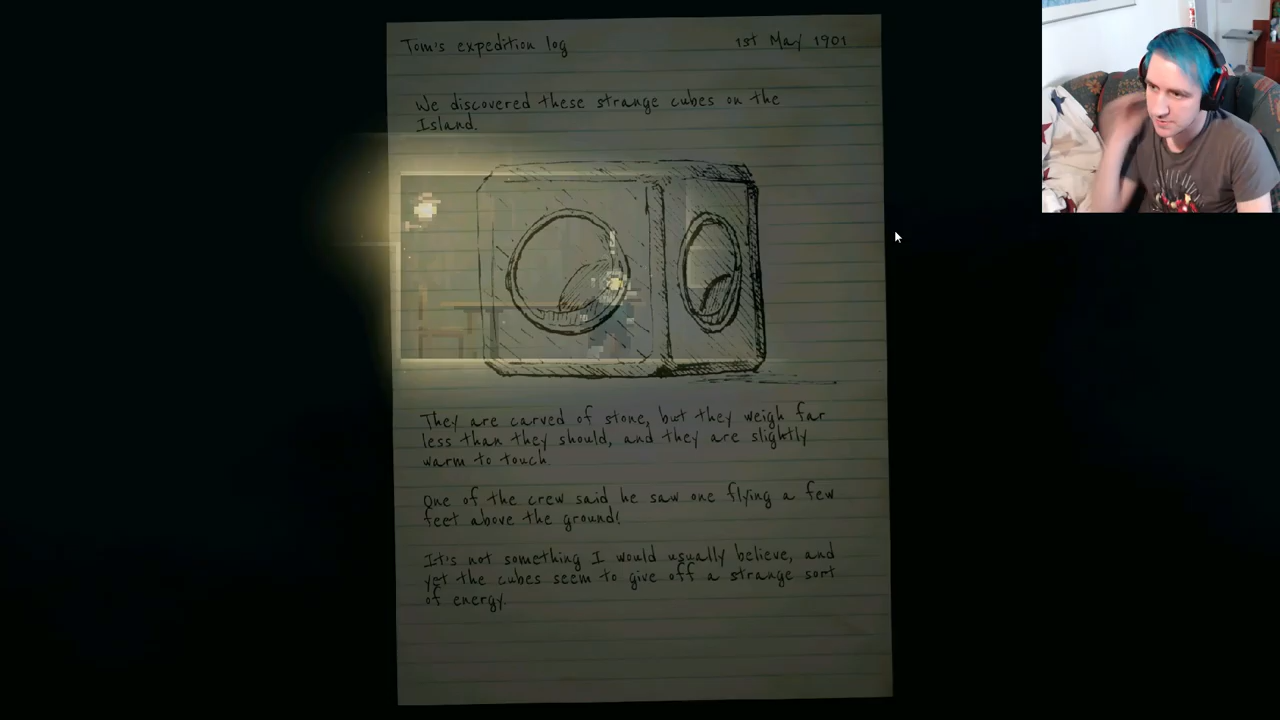 Tom's expedition log
1st May 1901
We discovered these strange cubes on the
Island.
They are carved of stone, but they weigh far
less than they should, and they are slightly
warm to touch.
One of the crew said he saw one flying a few
feet above the ground!
It's not something I would usually believe, and
yet the cubes seem to give off a strange sort
of energy.